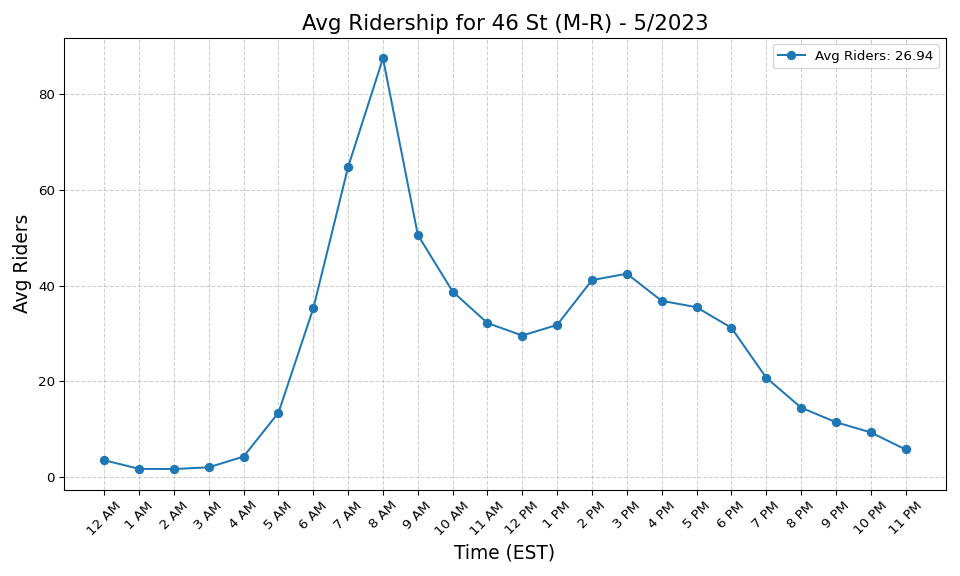 Avg Ridership for 46 St (M-R) - 5/2023
Avg Riders: 26.94
Avg Riders
80
60
40
20
0
12 AM
1 AM
2 AM
3 AM
4 AM
5 AM
6 AM
7 AM
8 AM
9 AM
10 AM
11 AM
12 PM
1 PM
2 PM
3 PM
4 PM
5 PM
6 PM
7 PM
8 PM
9 PM
10 PM
11 PM
Time (EST)